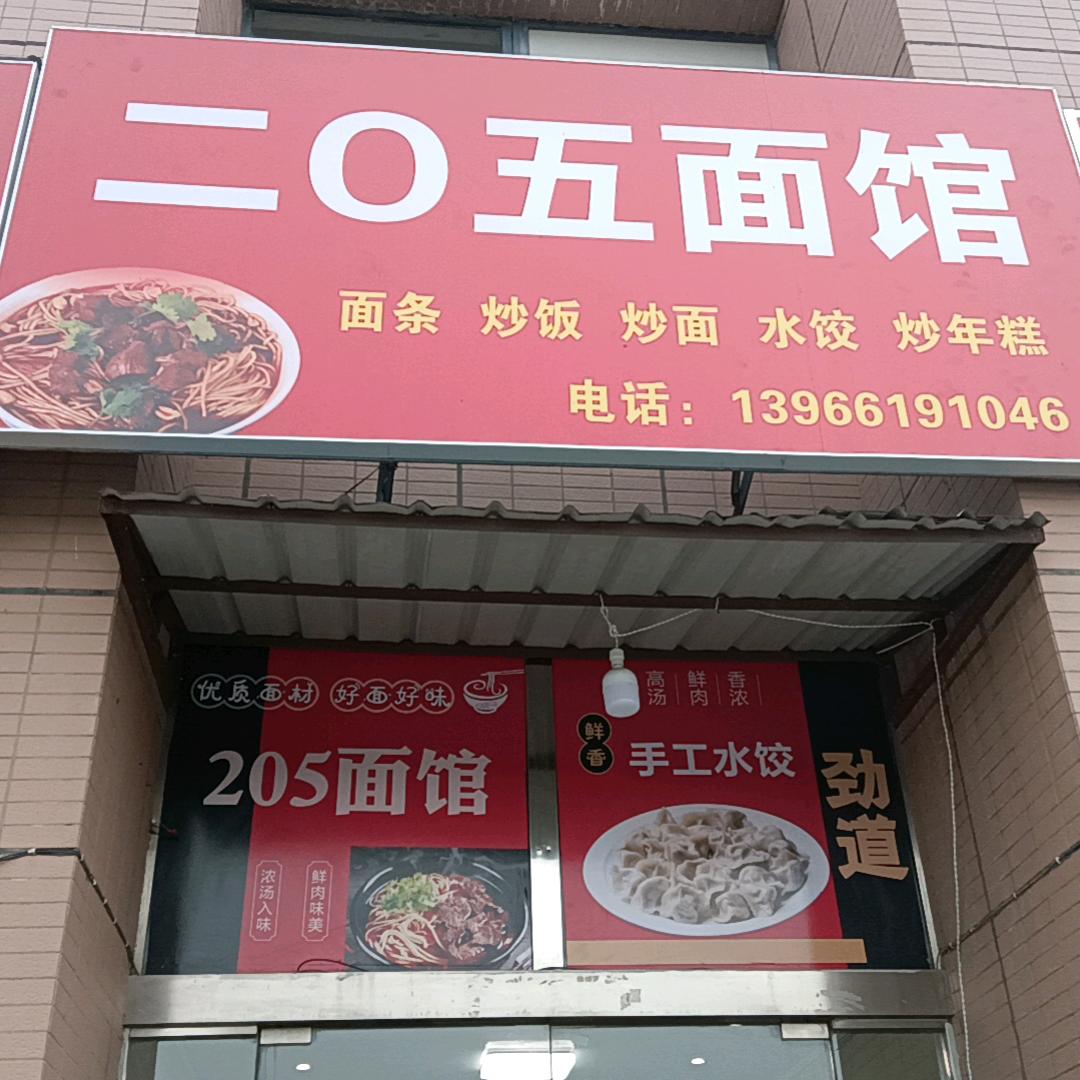 二O五面馆
面条 炒饭 炒面 水饺 炒年糕
电话：13966191046
优质面材 好面好味
205面馆
浓汤入味
鲜肉味美
高汤 鲜肉 香浓
鲜香
手工水饺
劲道